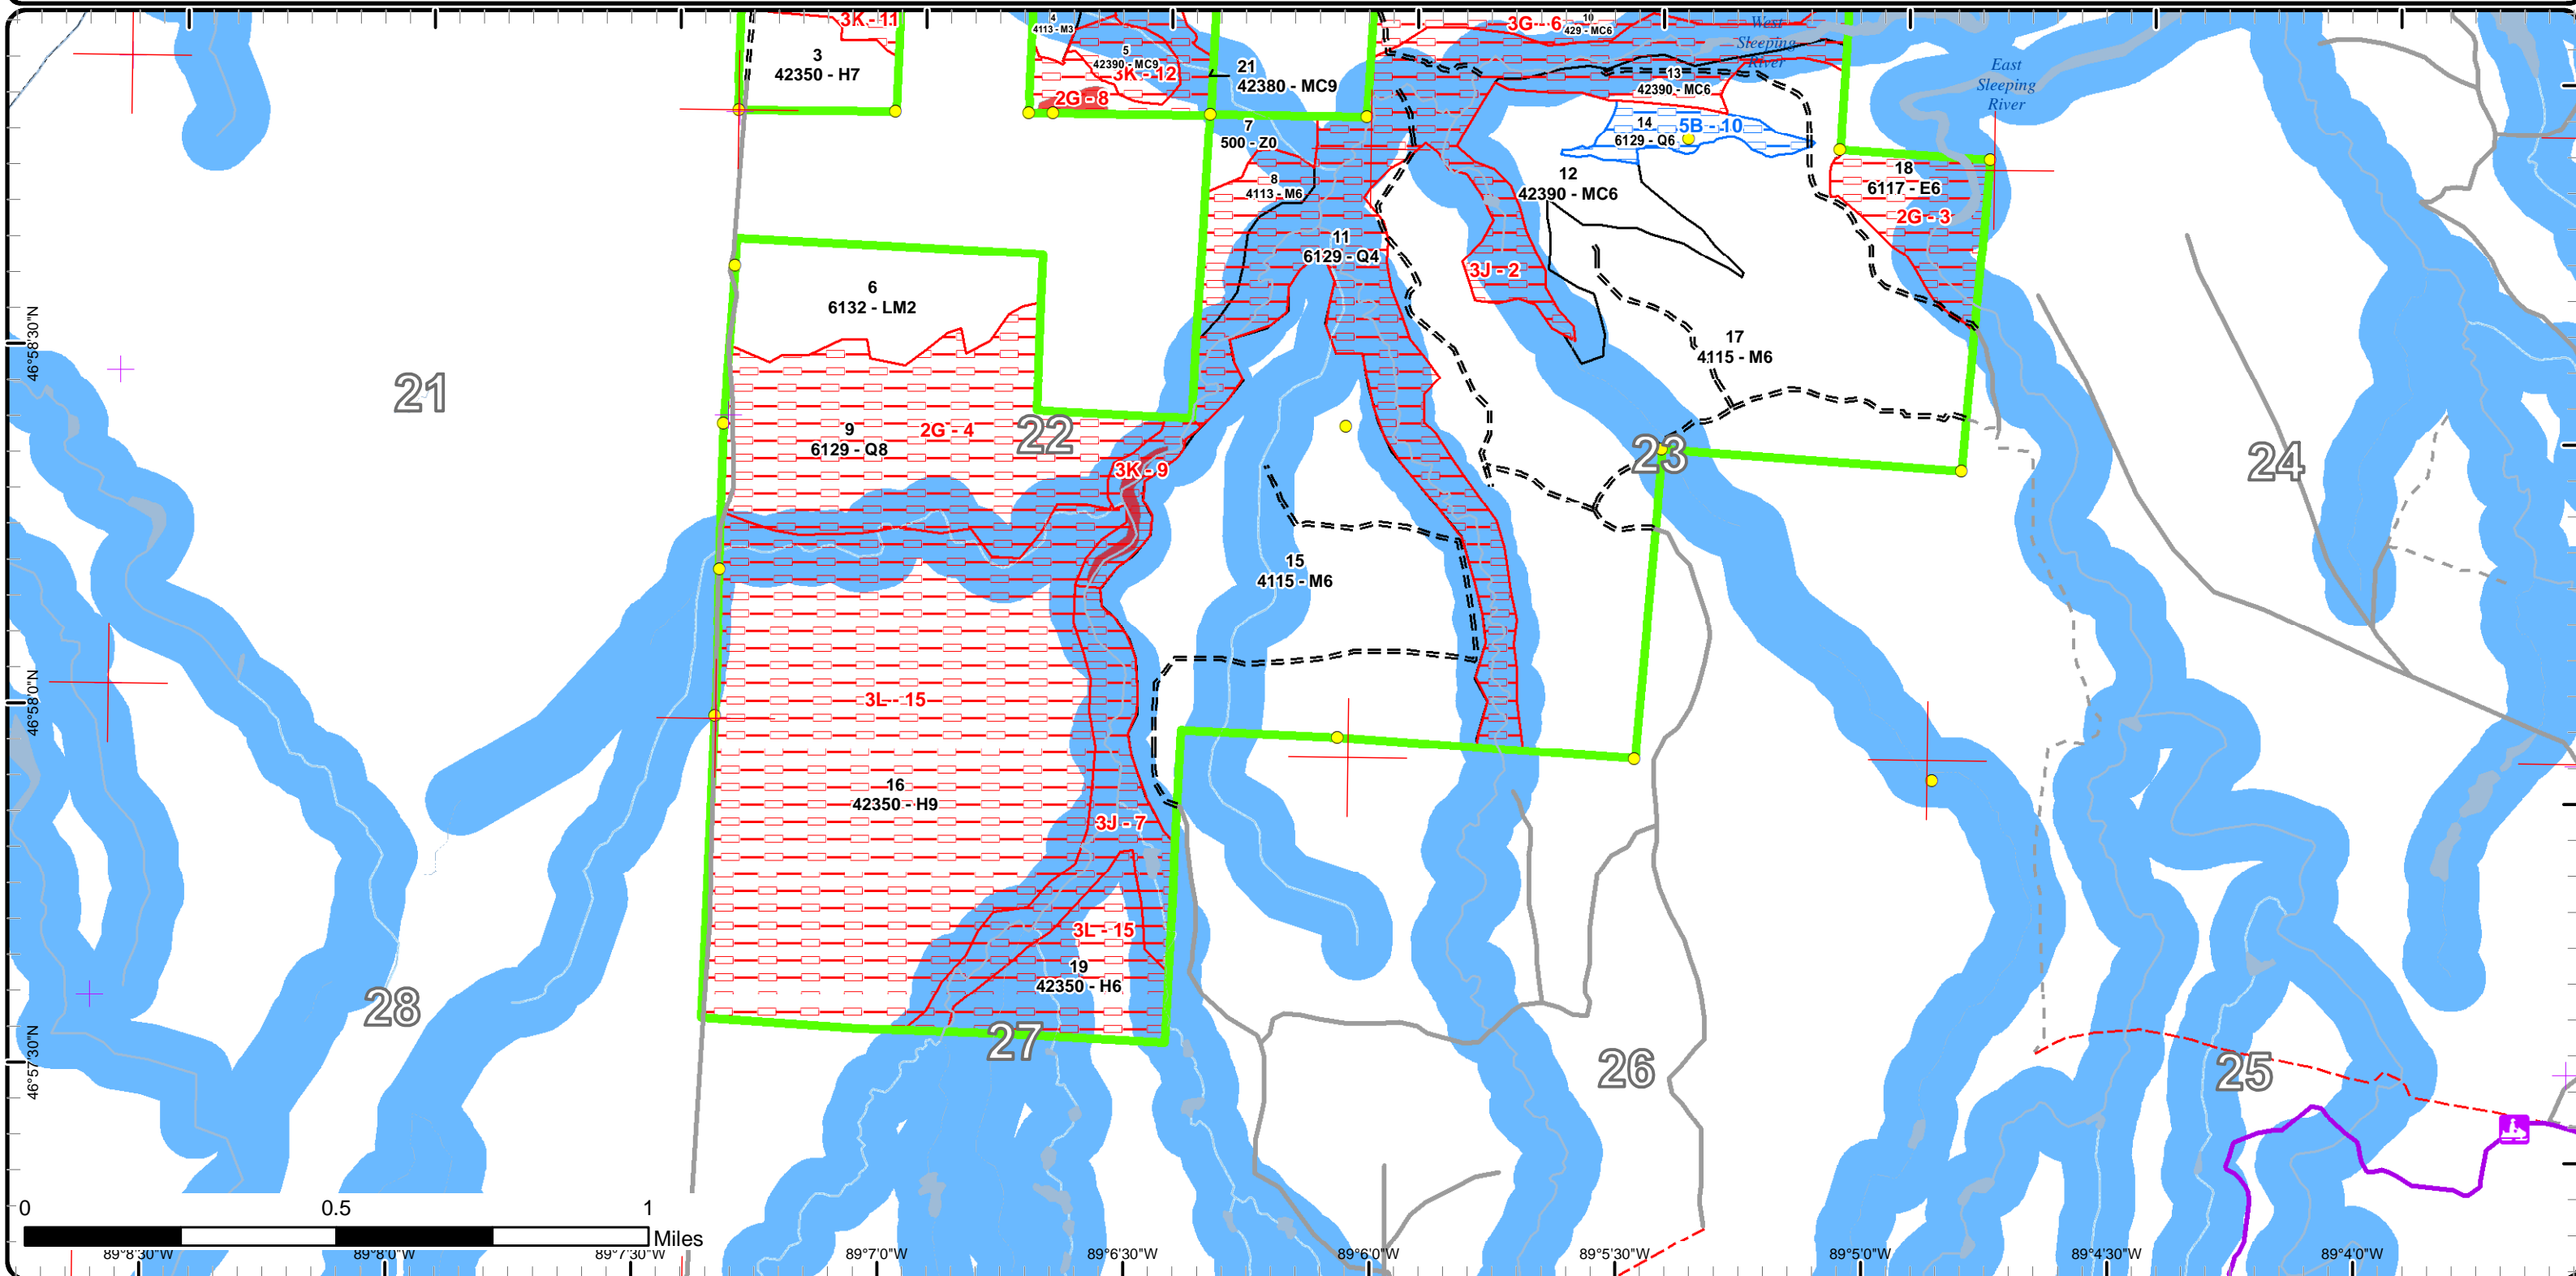 3K - 11
3
42350 - H7
4
4113 - M3
5
42390 - MC9
3K - 12
2G - 8
21
42380 - MC9
3G - 6
10
429 - MC6
West
Sleeping
River
East
Sleeping
River
13
42390 - MC6
7
500 - Z0
8
4113 - M6
14
6129 - Q6
5B - 10
12
42390 - MC6
18
6117 - E6
2G - 3
11
6129 - Q4
3J - 2
6
6132 - LM2
17
4115 - M6
46°58'30"N
21
9
6129 - Q8
2G - 4
22
3K - 9
23
24
15
4115 - M6
46°58'0"N
3L - 15
16
42350 - H9
3J - 7
3L - 15
19
42350 - H6
28
27
26
25
46°57'30"N
0 0.5 1
Miles
89°8'30"W 89°8'0"W 89°7'30"W 89°7'0"W 89°6'30"W 89°6'0"W 89°5'30"W 89°5'0"W 89°4'30"W 89°4'0"W